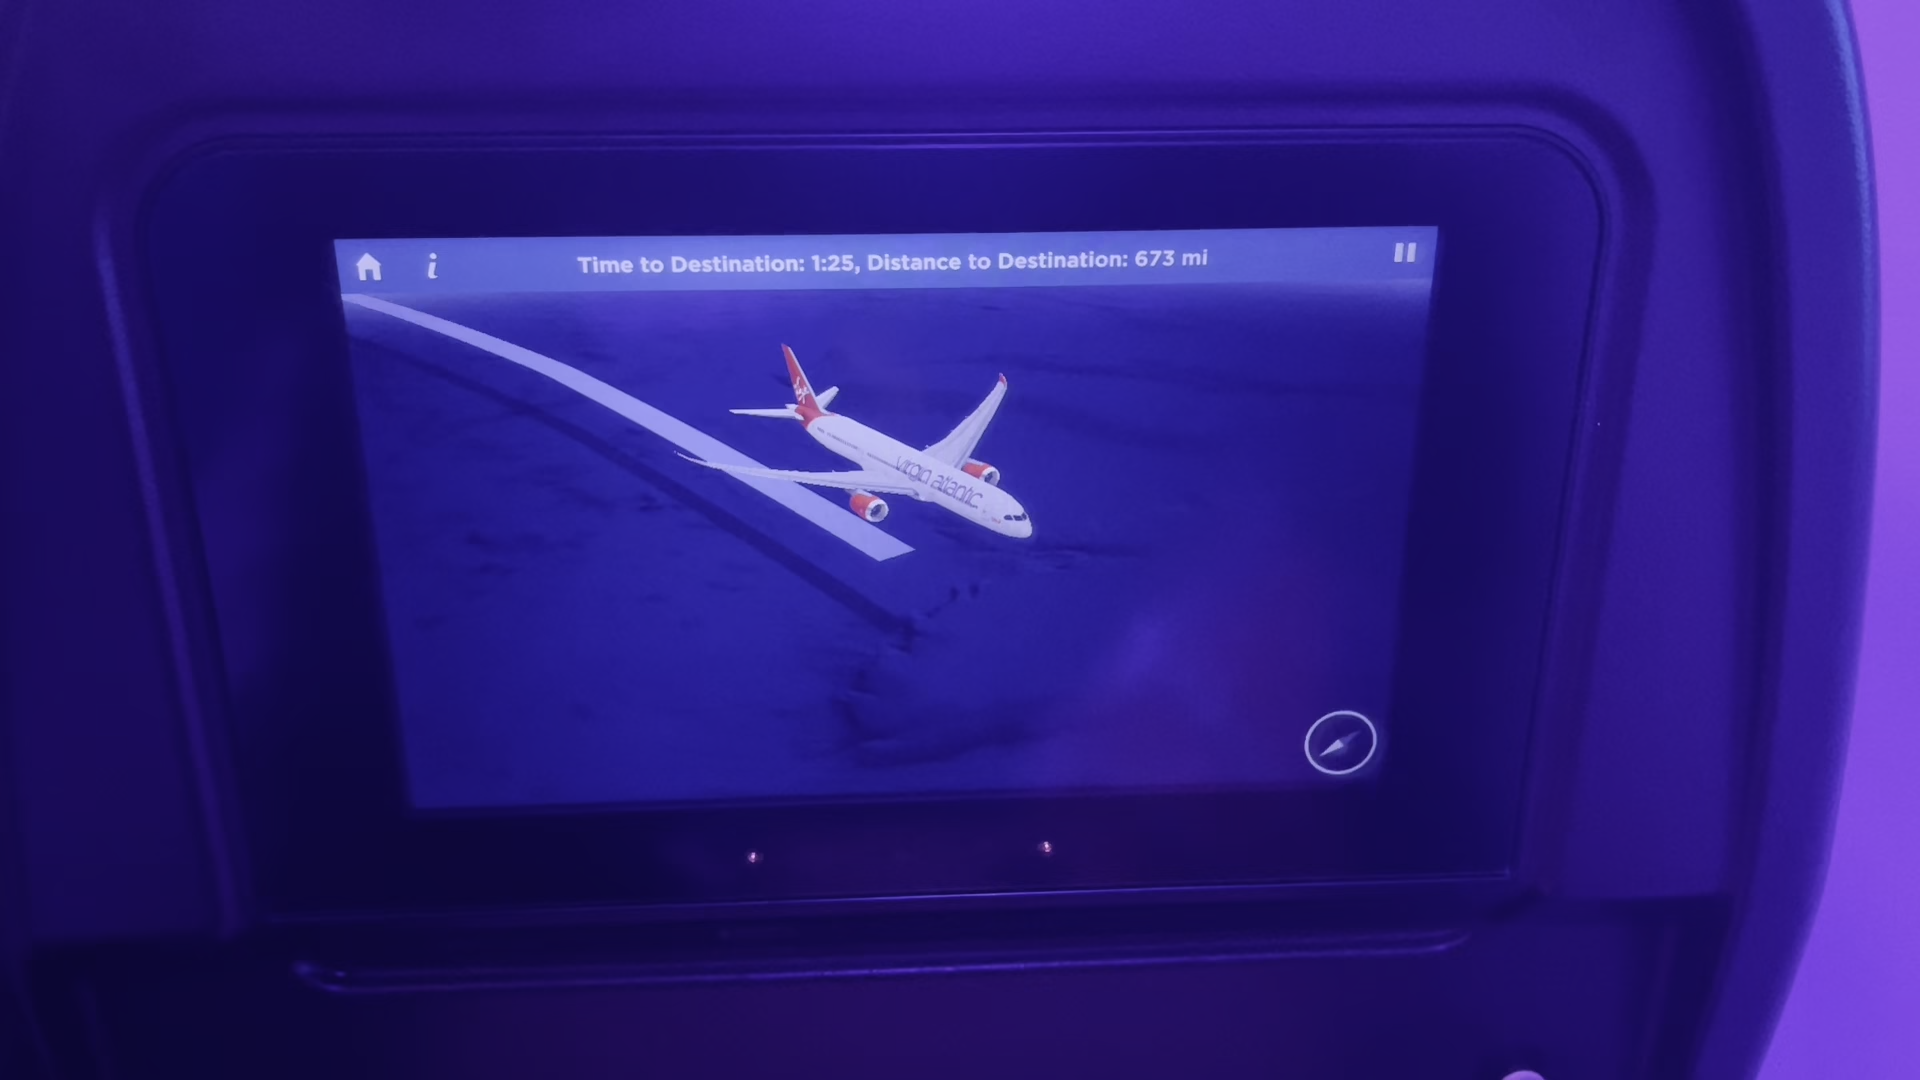 i
Time to Destination: 1:25, Distance to Destination: 673 mi
virgin atlantic